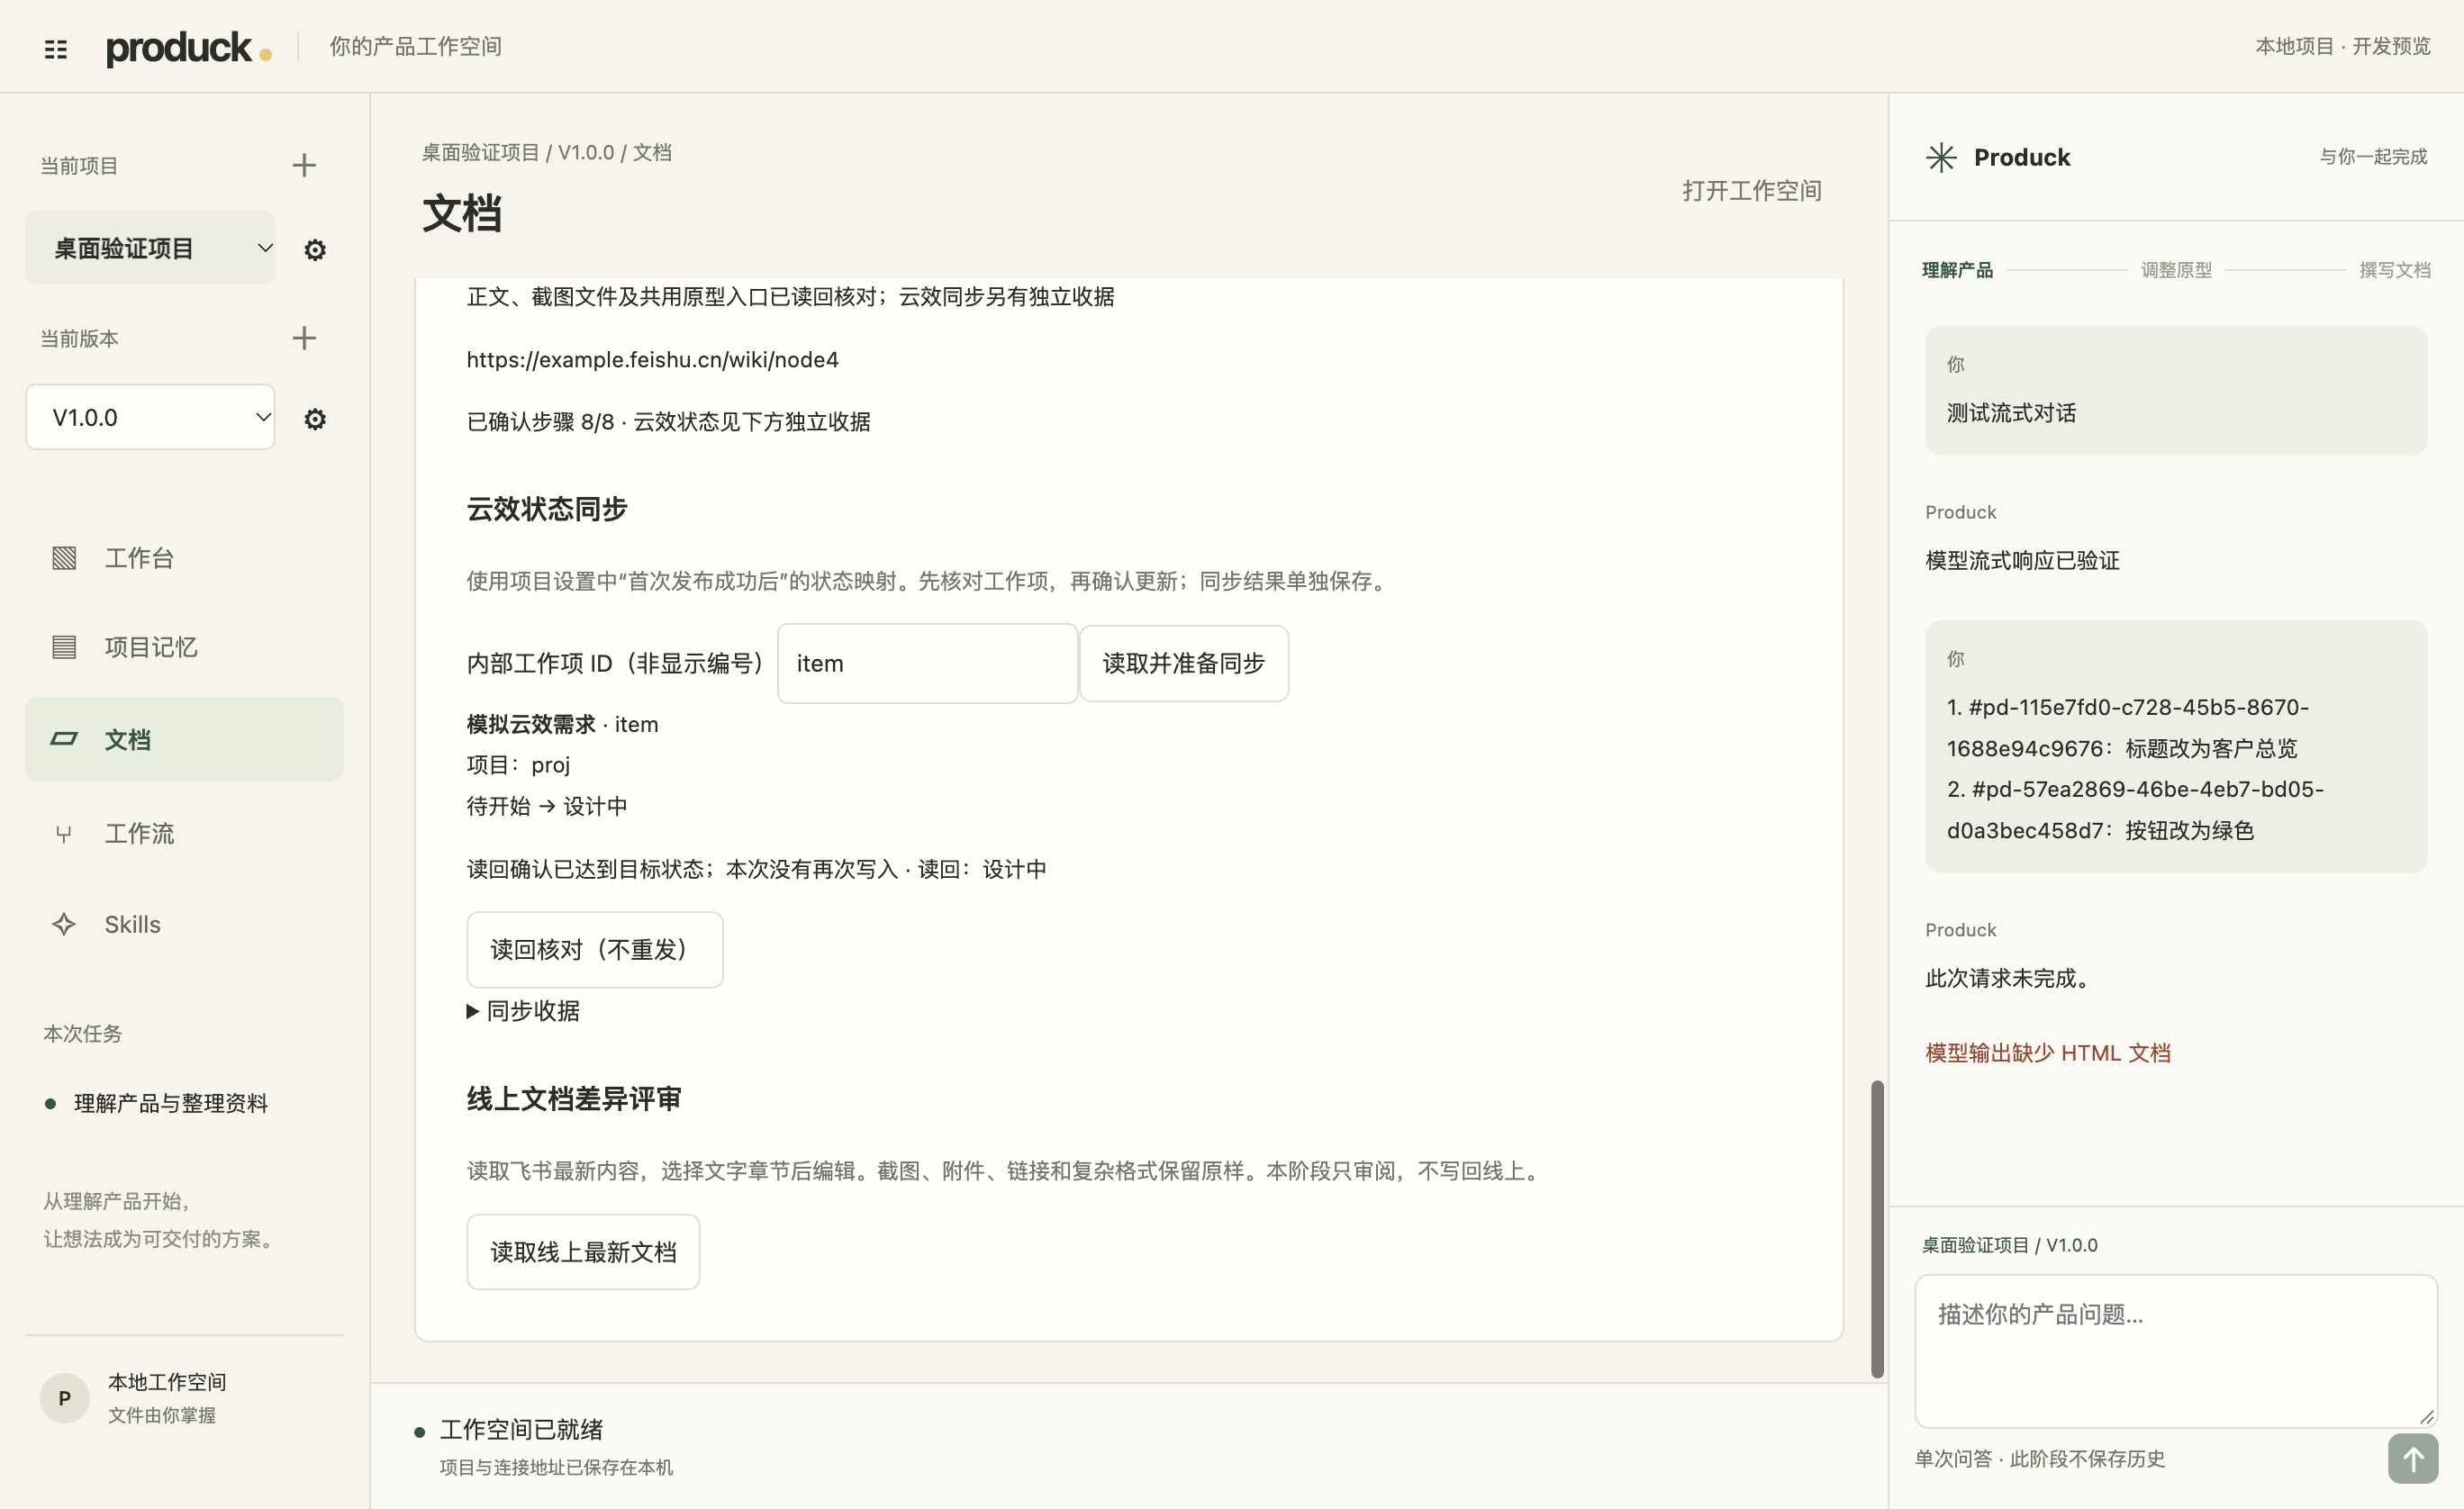 produck
你的产品工作空间
本地项目 · 开发预览
当前项目
桌面验证项目
当前版本
V1.0.0
工作台
项目记忆
文档
工作流
Skills
本次任务
理解产品与整理资料
从理解产品开始，
让想法成为可交付的方案。
P
本地工作空间
文件由你掌握
桌面验证项目 / V1.0.0 / 文档
文档
打开工作空间
正文、截图文件及共用原型入口已读回核对；云效同步另有独立收据
https://example.feishu.cn/wiki/node4
已确认步骤 8/8 · 云效状态见下方独立收据
云效状态同步
使用项目设置中“首次发布成功后”的状态映射。先核对工作项，再确认更新；同步结果单独保存。
内部工作项 ID（非显示编号） item 读取并准备同步
模拟云效需求 · item
项目：proj
待开始 → 设计中
读回确认已达到目标状态；本次没有再次写入 · 读回：设计中
读回核对（不重发）
▶ 同步收据
线上文档差异评审
读取飞书最新内容，选择文字章节后编辑。截图、附件、链接和复杂格式保留原样。本阶段只审阅，不写回线上。
读取线上最新文档
工作空间已就绪
项目与连接地址已保存在本机
Produck
与你一起完成
理解产品 调整原型 撰写文档
你
测试流式对话
Produck
模型流式响应已验证
你
1. #pd-115e7fd0-c728-45b5-8670-
1688e94c9676：标题改为客户总览
2. #pd-57ea2869-46be-4eb7-bd05-
d0a3bec458d7：按钮改为绿色
Produck
此次请求未完成。
模型输出缺少 HTML 文档
桌面验证项目 / V1.0.0
描述你的产品问题...
单次问答 · 此阶段不保存历史